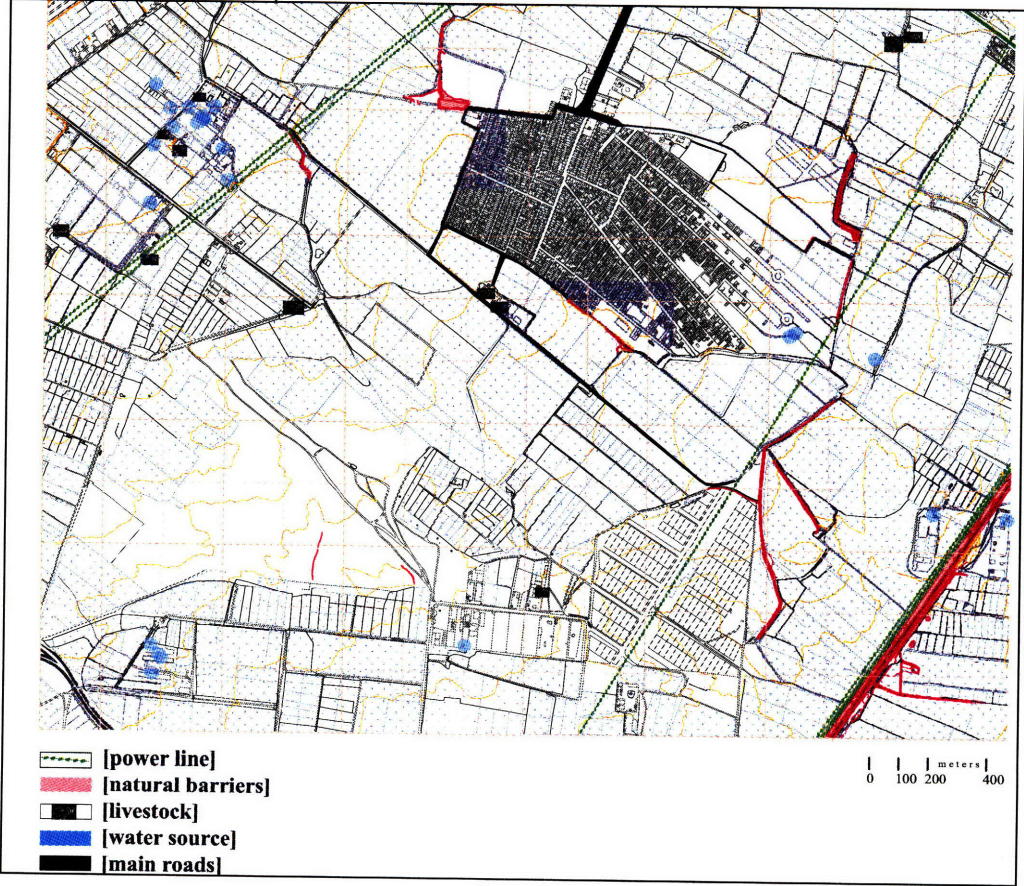 [power line]
[natural barriers]
[livestock]
[water source]
[main roads]
meters
0 100 200 400